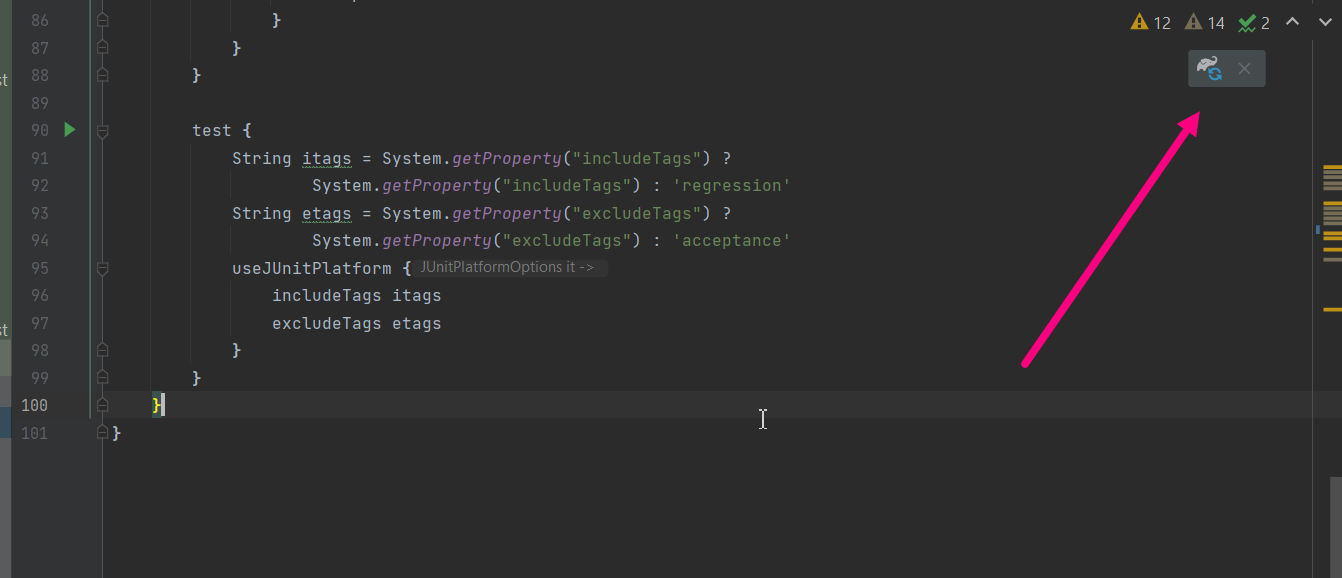 12 14 2
st
st
86 }
87 }
88 }
89
90 test {
91 String itags = System.getProperty("includeTags") ?
92 System.getProperty("includeTags") : 'regression'
93 String etags = System.getProperty("excludeTags") ?
94 System.getProperty("excludeTags") : 'acceptance'
95 useJUnitPlatform { JUnitPlatformOptions it ->
96 includeTags itags
97 excludeTags etags
98 }
99 }
100 }
101 }